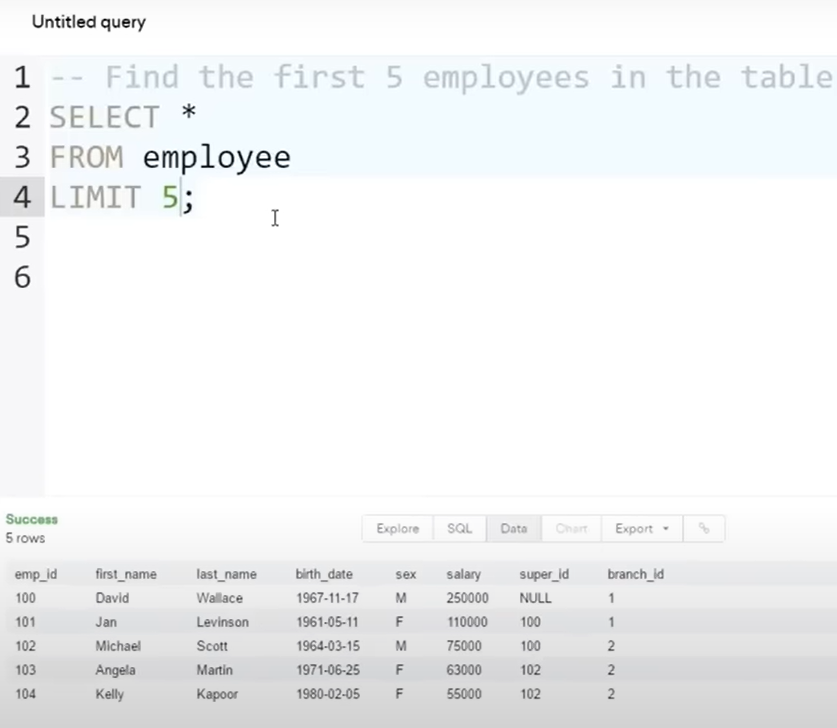 Untitled query
1 -- Find the first 5 employees in the table
2 SELECT *
3 FROM employee
4 LIMIT 5;
5
6
Success
5 rows
Explore SQL Data Chart Export
emp_id first_name last_name birth_date sex salary super_id branch_id
100 David Wallace 1967-11-17 M 250000 NULL 1
101 Jan Levinson 1961-05-11 F 110000 100 1
102 Michael Scott 1964-03-15 M 75000 100 2
103 Angela Martin 1971-06-25 F 63000 102 2
104 Kelly Kapoor 1980-02-05 F 55000 102 2